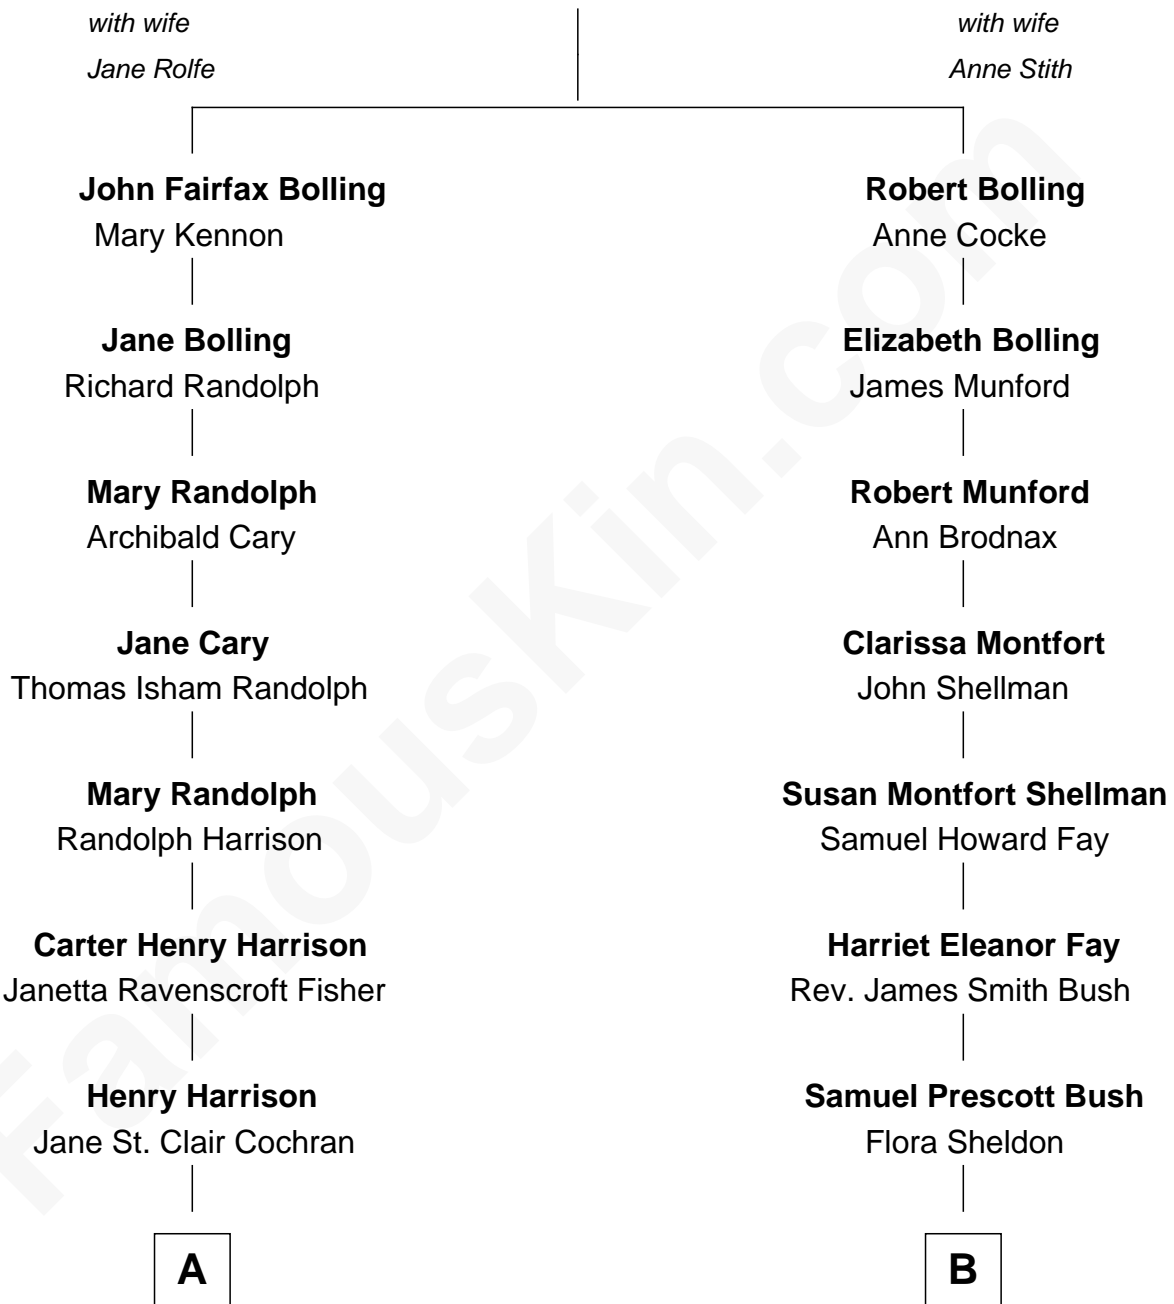 with wife
Jane Rolfe
with wife
Anne Stith
John Fairfax Bolling
Mary Kennon
Jane Bolling
Richard Randolph
Mary Randolph
Archibald Cary
Jane Cary
Thomas Isham Randolph
Mary Randolph
Randolph Harrison
Carter Henry Harrison
Janetta Ravenscroft Fisher
Henry Harrison
Jane St. Clair Cochran
A
Robert Bolling
Anne Cocke
Elizabeth Bolling
James Munford
Robert Munford
Ann Brodnax
Clarissa Montfort
John Shellman
Susan Montfort Shellman
Samuel Howard Fay
Harriet Eleanor Fay
Rev. James Smith Bush
Samuel Prescott Bush
Flora Sheldon
B
FamousKin.com